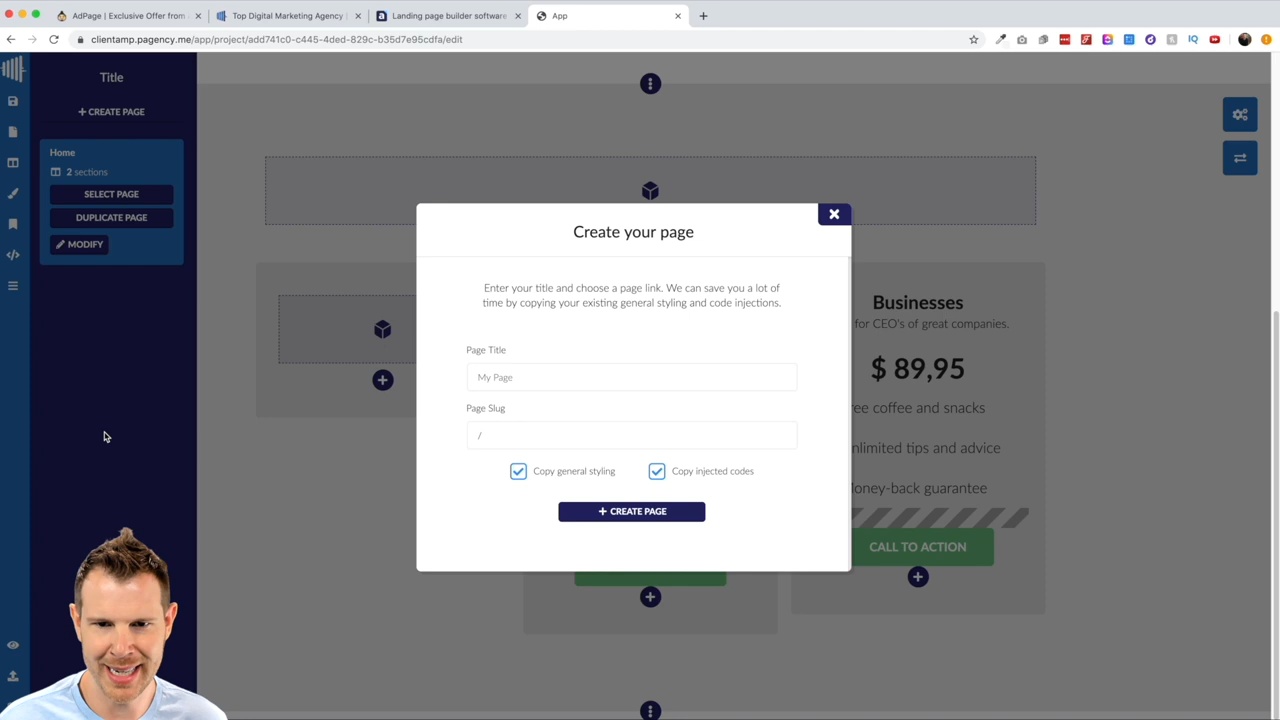 AdPage | Exclusive Offer from
Top Digital Marketing Agency |
Landing page builder software
App
clientamp.pagency.me/app/project/add741c0-c445-4ded-829c-b35d7e95cdfa/edit
IQ
Title
+ CREATE PAGE
Home
2 sections
SELECT PAGE
DUPLICATE PAGE
MODIFY
Create your page
Enter your title and choose a page link. We can save you a lot of
time by copying your existing general styling and code injections.
Page Title
My Page
Page Slug
/
Copy general styling
Copy injected codes
+ CREATE PAGE
Businesses
for CEO's of great companies.
$ 89,95
ree coffee and snacks
nlimited tips and advice
oney-back guarantee
CALL TO ACTION